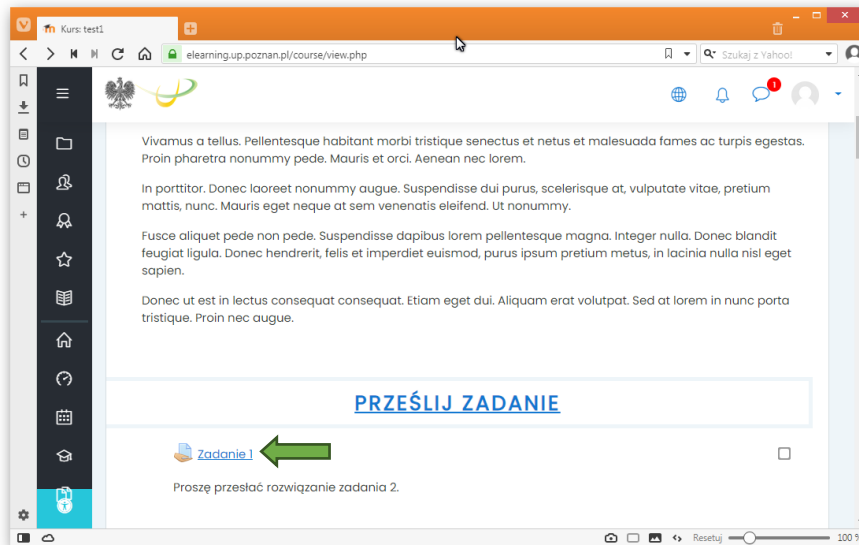 Kurs: test1
elearning.up.poznan.pl/course/view.php
Szukaj z Yahoo!
1
Vivamus a tellus. Pellentesque habitant morbi tristique senectus et netus et malesuada fames ac turpis egestas.
Proin pharetra nonummy pede. Mauris et orci. Aenean nec lorem.
In porttitor. Donec laoreet nonummy augue. Suspendisse dui purus, scelerisque at, vulputate vitae, pretium
mattis, nunc. Mauris eget neque at sem venenatis eleifend. Ut nonummy.
Fusce aliquet pede non pede. Suspendisse dapibus lorem pellentesque magna. Integer nulla. Donec blandit
feugiat ligula. Donec hendrerit, felis et imperdiet euismod, purus ipsum pretium metus, in lacinia nulla nisl eget
sapien.
Donec ut est in lectus consequat consequat. Etiam eget dui. Aliquam erat volutpat. Sed at lorem in nunc porta
tristique. Proin nec augue.
PRZEŚLIJ ZADANIE
Zadanie 1
Proszę przesłać rozwiązanie zadania 2.
Resetuj
100 %